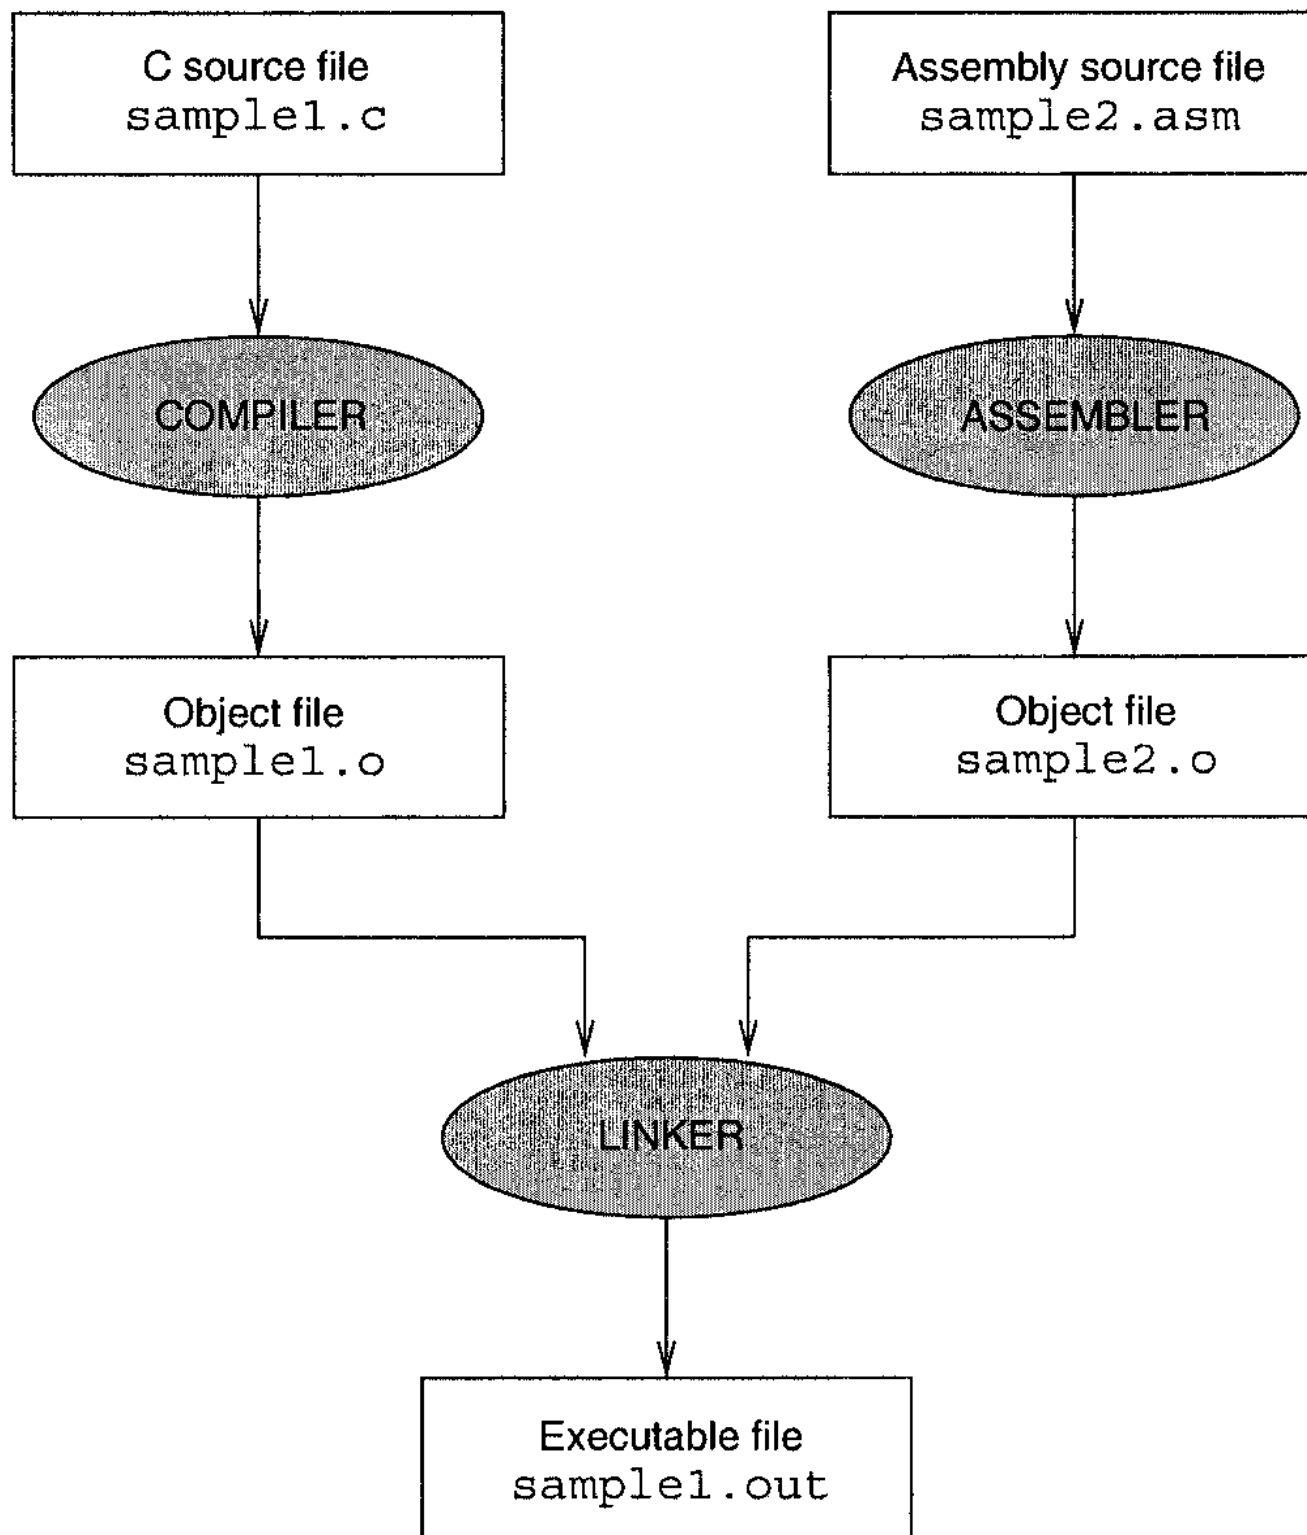 C source file
sample1.c
Assembly source file
sample2.asm
COMPILER
ASSEMBLER
Object file
sample1.o
Object file
sample2.o
LINKER
Executable file
sample1.out